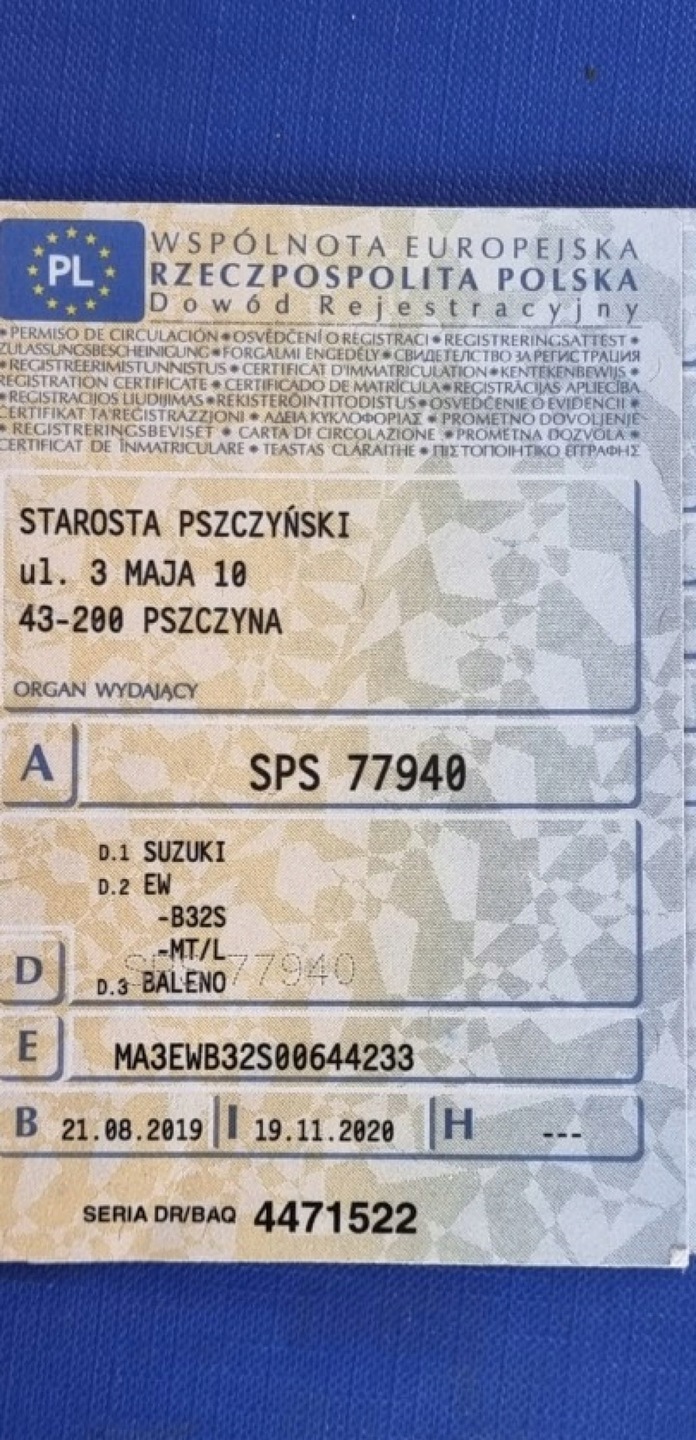 PL
WSPÓLNOTA EUROPEJSKA
RZECZPOSPOLITA POLSKA
Dowód Rejestracyjny
•PERMISO DE CIRCULACIÓN•OSVĚDČENÍ O REGISTRACI•REGISTRERINGSATTEST•
ZULASSUNGSBESCHEINIGUNG•FORGALMI ENGEDÉLY•СВИДЕТЕЛСТВО ЗА РЕГИСТРАЦИЯ
•REGISTREERIMISTUNNISTUS•CERTIFICAT D'IMMATRICULATION•KENTEKENBEWIJS•
REGISTRATION CERTIFICATE•CERTIFICADO DE MATRÍCULA•REĢISTRĀCIJAS APLIECĪBA
•REGISTRACIJOS LIUDIJIMAS•REKISTERÖINTITODISTUS•OSVEDČENIE O EVIDENCII•
ĊERTIFIKAT TA'REĠISTRAZZJONI•ΑΔΕΙΑ ΚΥΚΛΟΦΟΡΙΑΣ•PROMETNO DOVOLJENJE
•REGISTRERINGSBEVISET•CARTA DI CIRCOLAZIONE•PROMETNA DOZVOLA•
CERTIFICAT DE ÎNMATRICULARE•TEASTAS CLÁRAITHE•ΠΙΣΤΟΠΟΙΗΤΙΚΟ ΕΓΓΡΑΦΗΣ
STAROSTA PSZCZYŃSKI
ul. 3 MAJA 10
43-200 PSZCZYNA
ORGAN WYDAJĄCY
A SPS 77940
D.1 SUZUKI
D.2 EW
-B32S
-MT/L
SPS 77940
D D.3 BALENO
E MA3EWB32S00644233
B 21.08.2019 I 19.11.2020 H ---
SERIA DR/BAQ 4471522